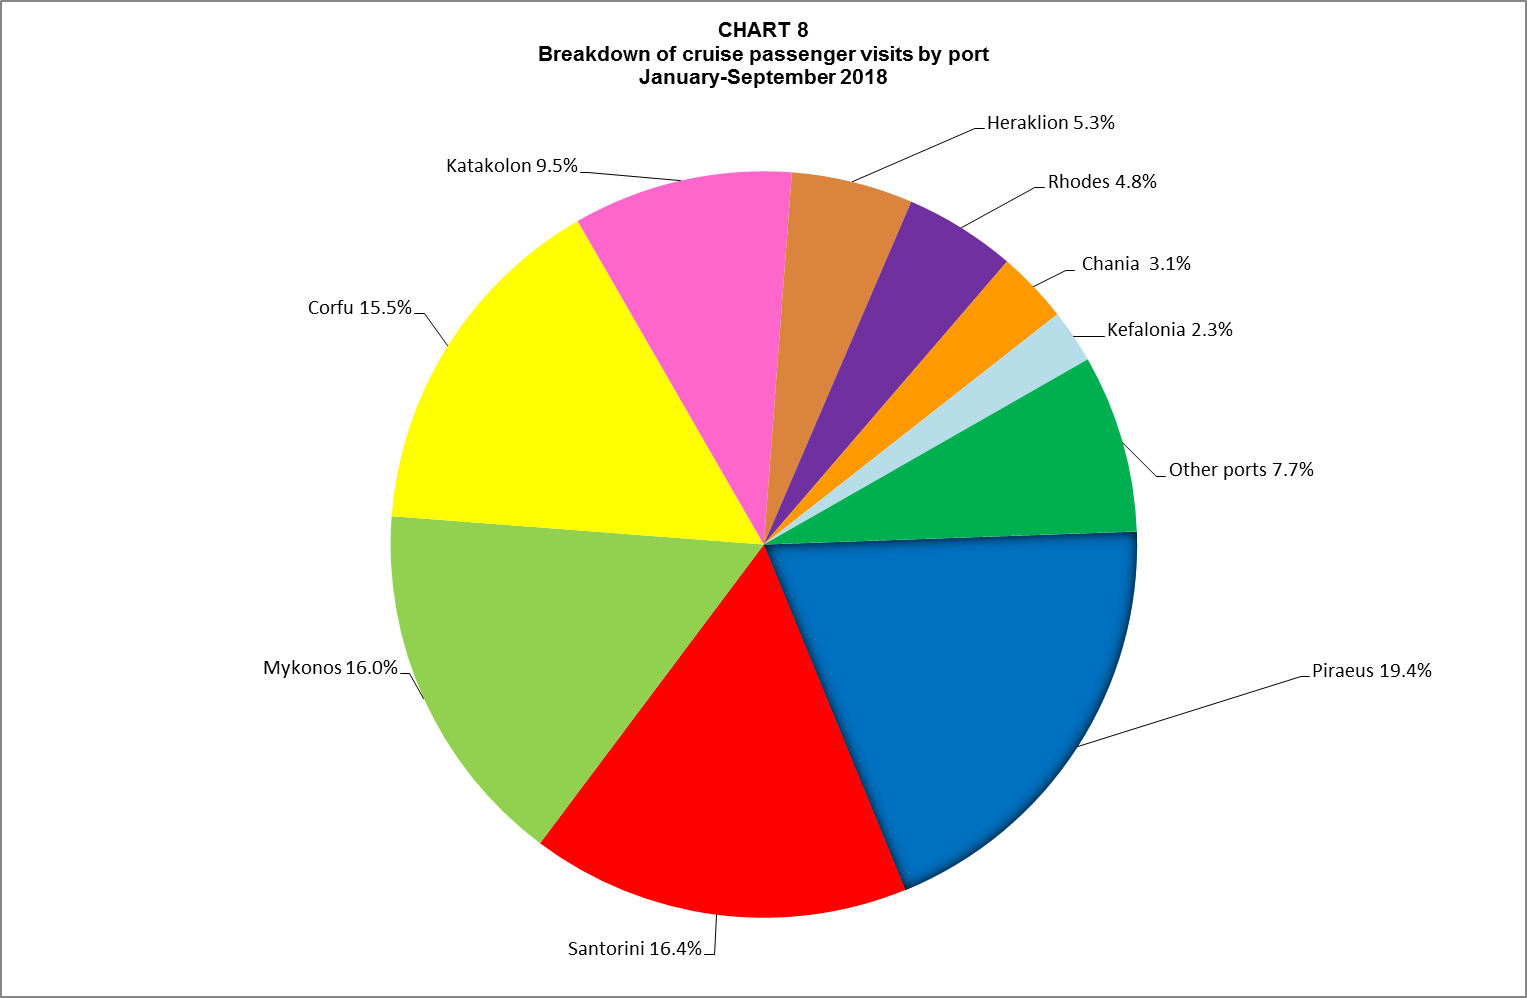 CHART 8
Breakdown of cruise passenger visits by port
January-September 2018
Heraklion 5.3%
Katakolon 9.5%
Rhodes 4.8%
Chania  3.1%
Corfu 15.5%
Kefalonia 2.3%
Other ports 7.7%
Mykonos 16.0%
Piraeus 19.4%
Santorini 16.4%